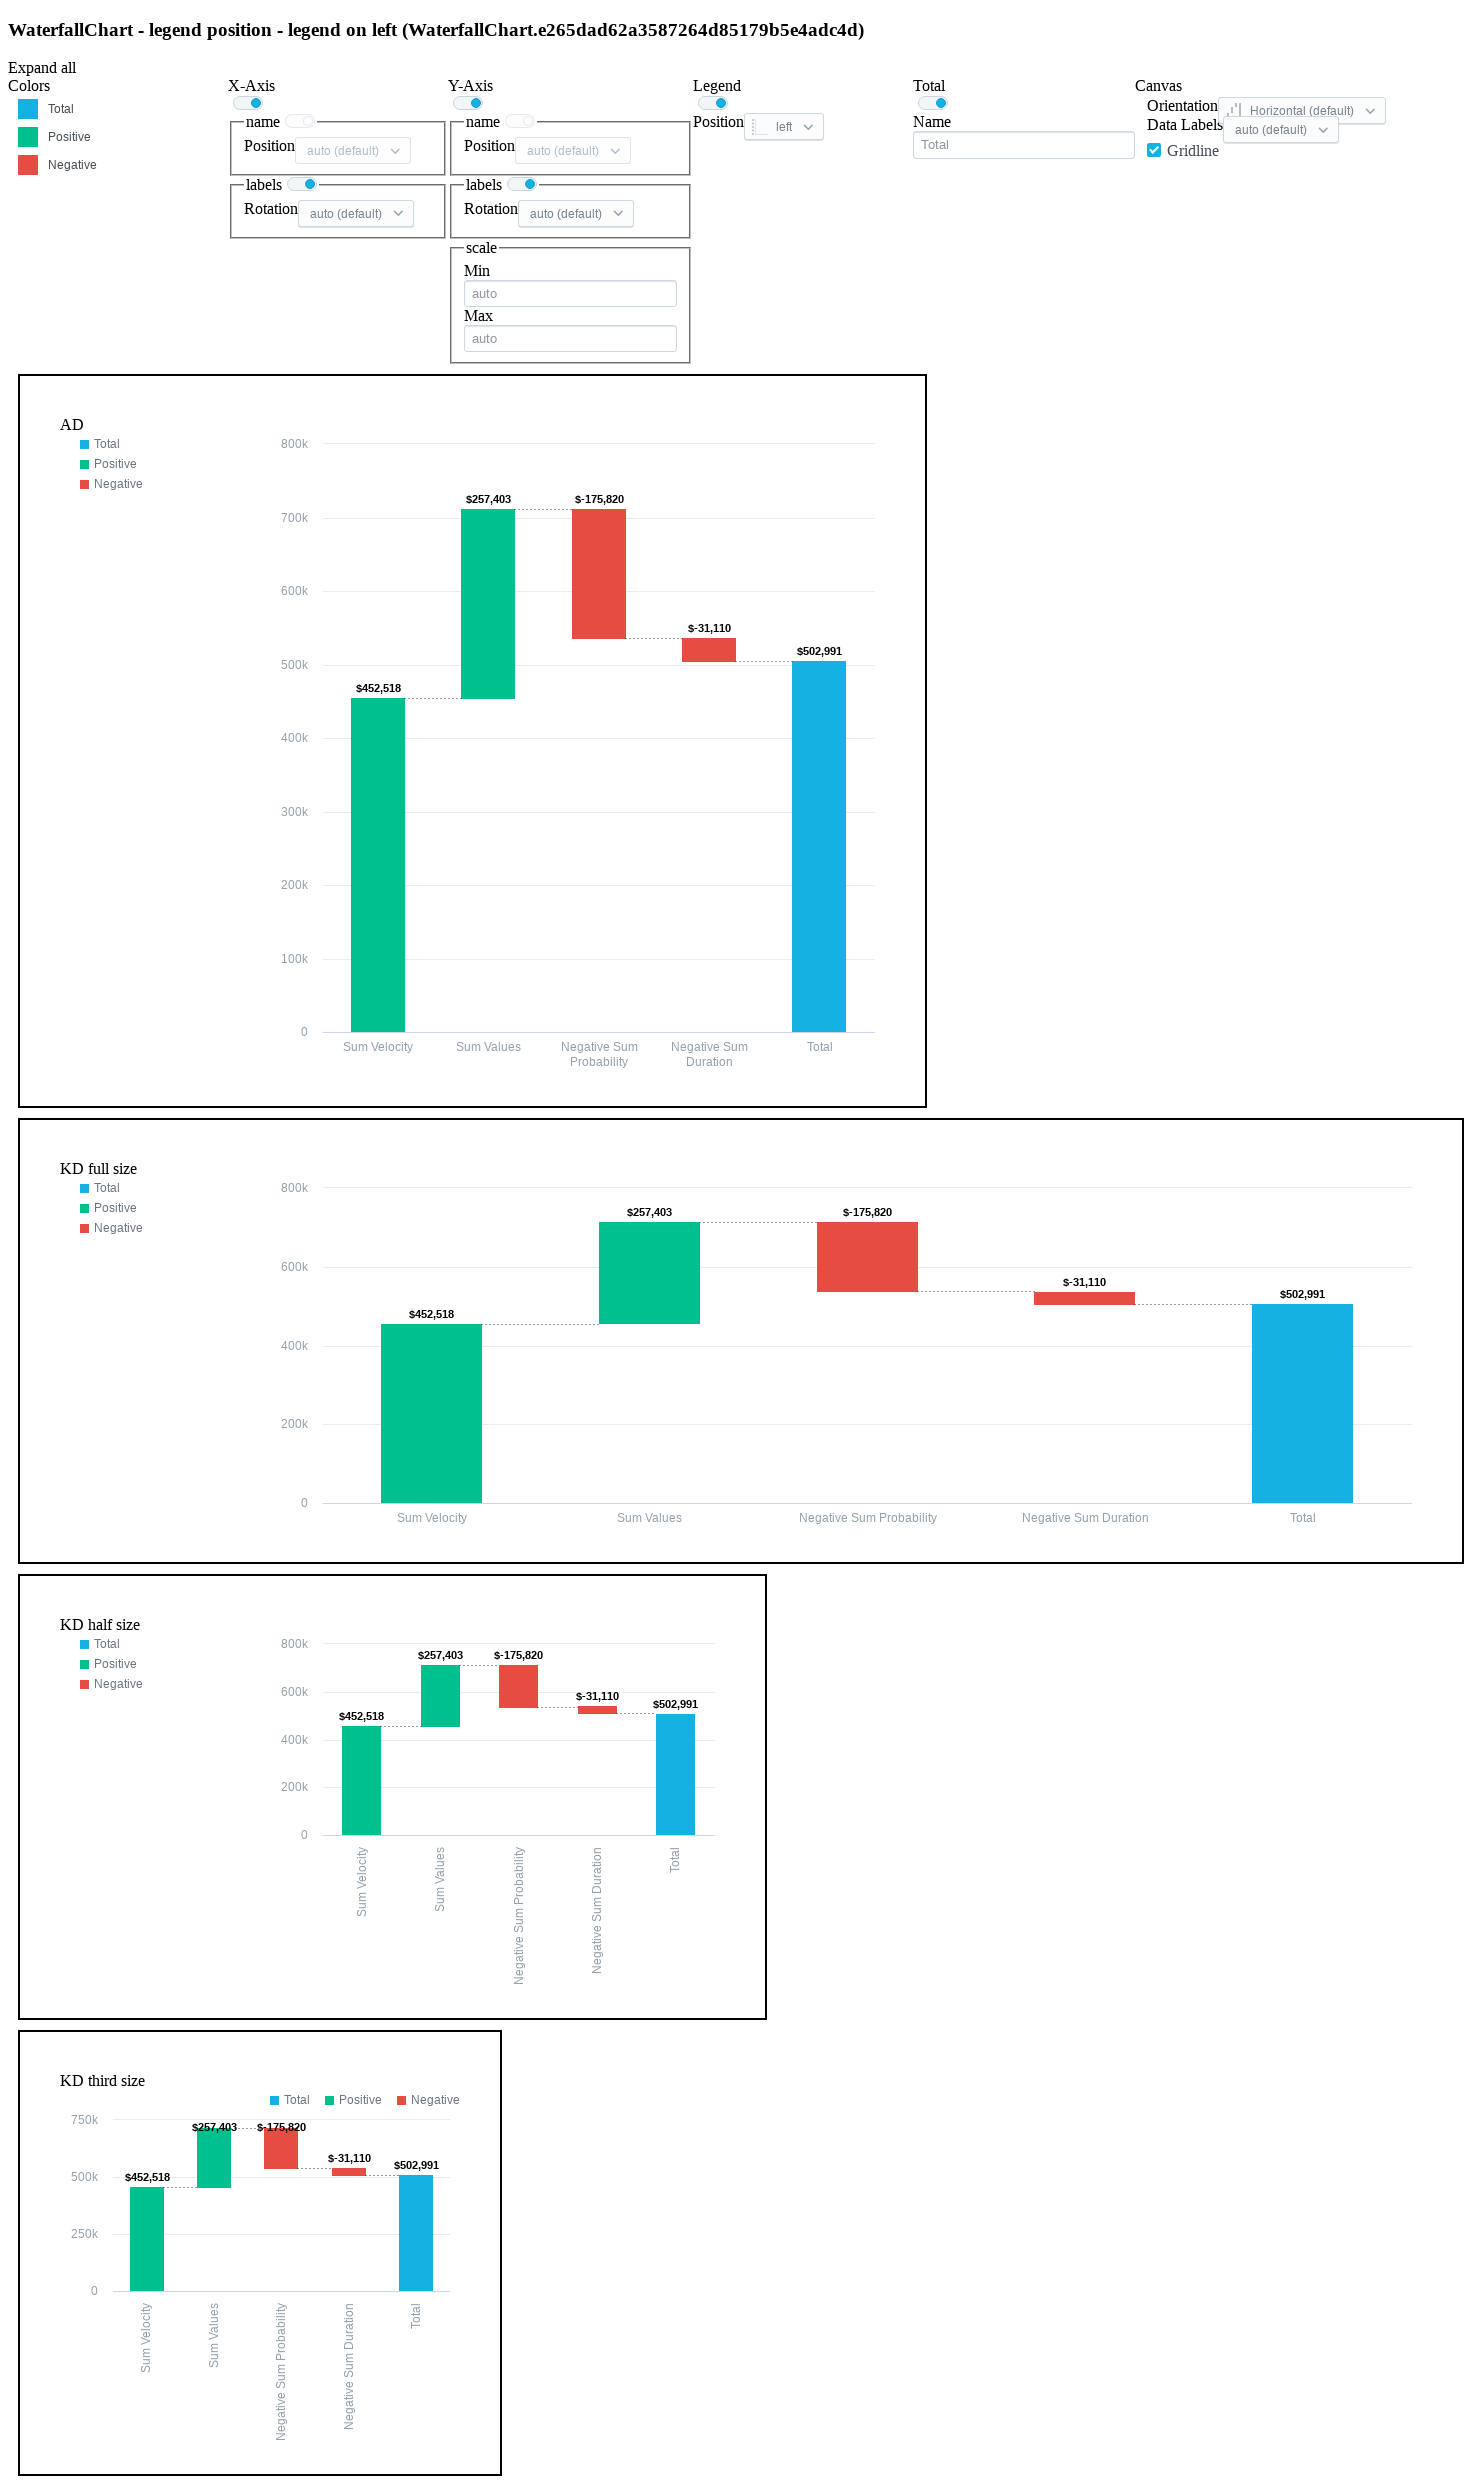 WaterfallChart - legend position - legend on left (WaterfallChart.e265dad62a3587264d85179b5e4adc4d)
Expand all
Colors
Total
Positive
Negative
X-Axis
name
Position auto (default)
labels
Rotation auto (default)
Y-Axis
name
Position auto (default)
labels
Rotation auto (default)
scale
Min
auto
Max
auto
Legend
Position left
Total
Name
Total
Canvas
Orientation Horizontal (default)
Data Labels auto (default)
Gridline
AD
Total
Positive
Negative
800k
700k
600k
500k
400k
300k
200k
100k
0
$452,518
$257,403
$-175,820
$-31,110
$502,991
Sum Velocity
Sum Values
Negative Sum
Probability
Negative Sum
Duration
Total
KD full size
Total
Positive
Negative
800k
600k
400k
200k
0
$452,518
$257,403
$-175,820
$-31,110
$502,991
Sum Velocity
Sum Values
Negative Sum Probability
Negative Sum Duration
Total
KD half size
Total
Positive
Negative
800k
600k
400k
200k
0
$452,518
$257,403
$-175,820
$-31,110
$502,991
Sum Velocity
Sum Values
Negative Sum Probability
Negative Sum Duration
Total
KD third size
Total
Positive
Negative
750k
500k
250k
0
$452,518
$257,403
$-175,820
$-31,110
$502,991
Sum Velocity
Sum Values
Negative Sum Probability
Negative Sum Duration
Total